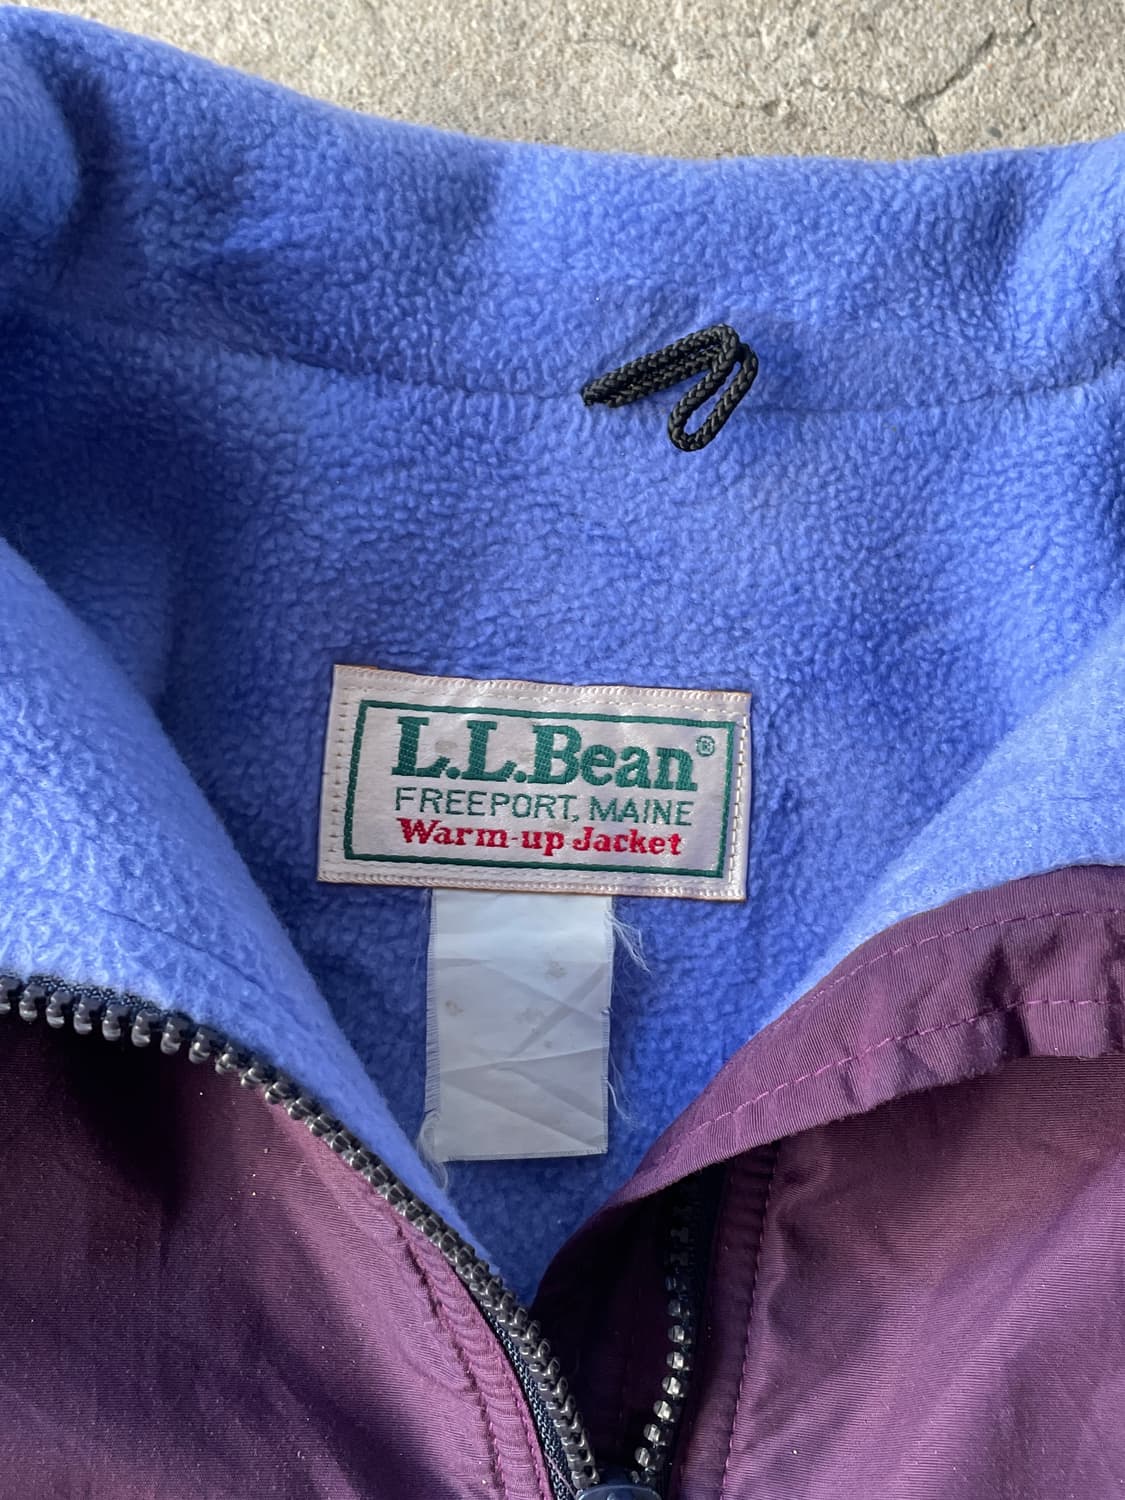 L.L.Bean®
FREEPORT, MAINE
Warm-up Jacket